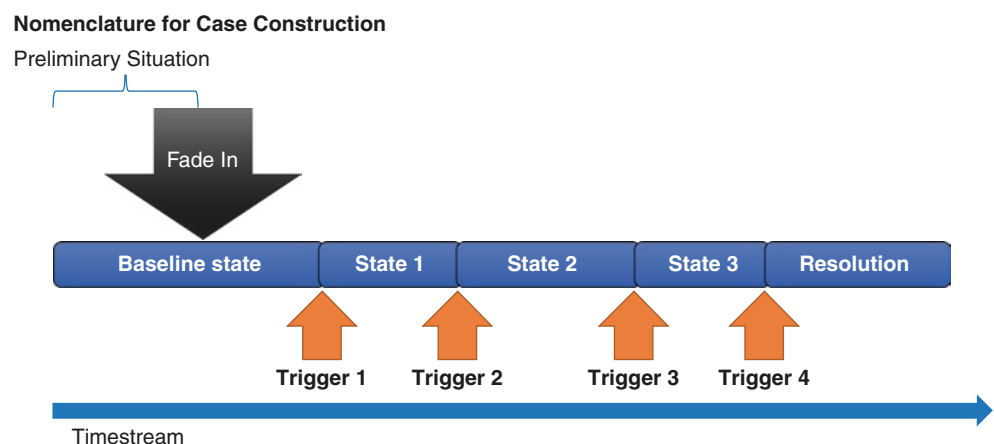 Nomenclature for Case Construction
Preliminary Situation
Fade In
Baseline state
State 1
State 2
State 3
Resolution
Trigger 1
Trigger 2
Trigger 3
Trigger 4
Timestream